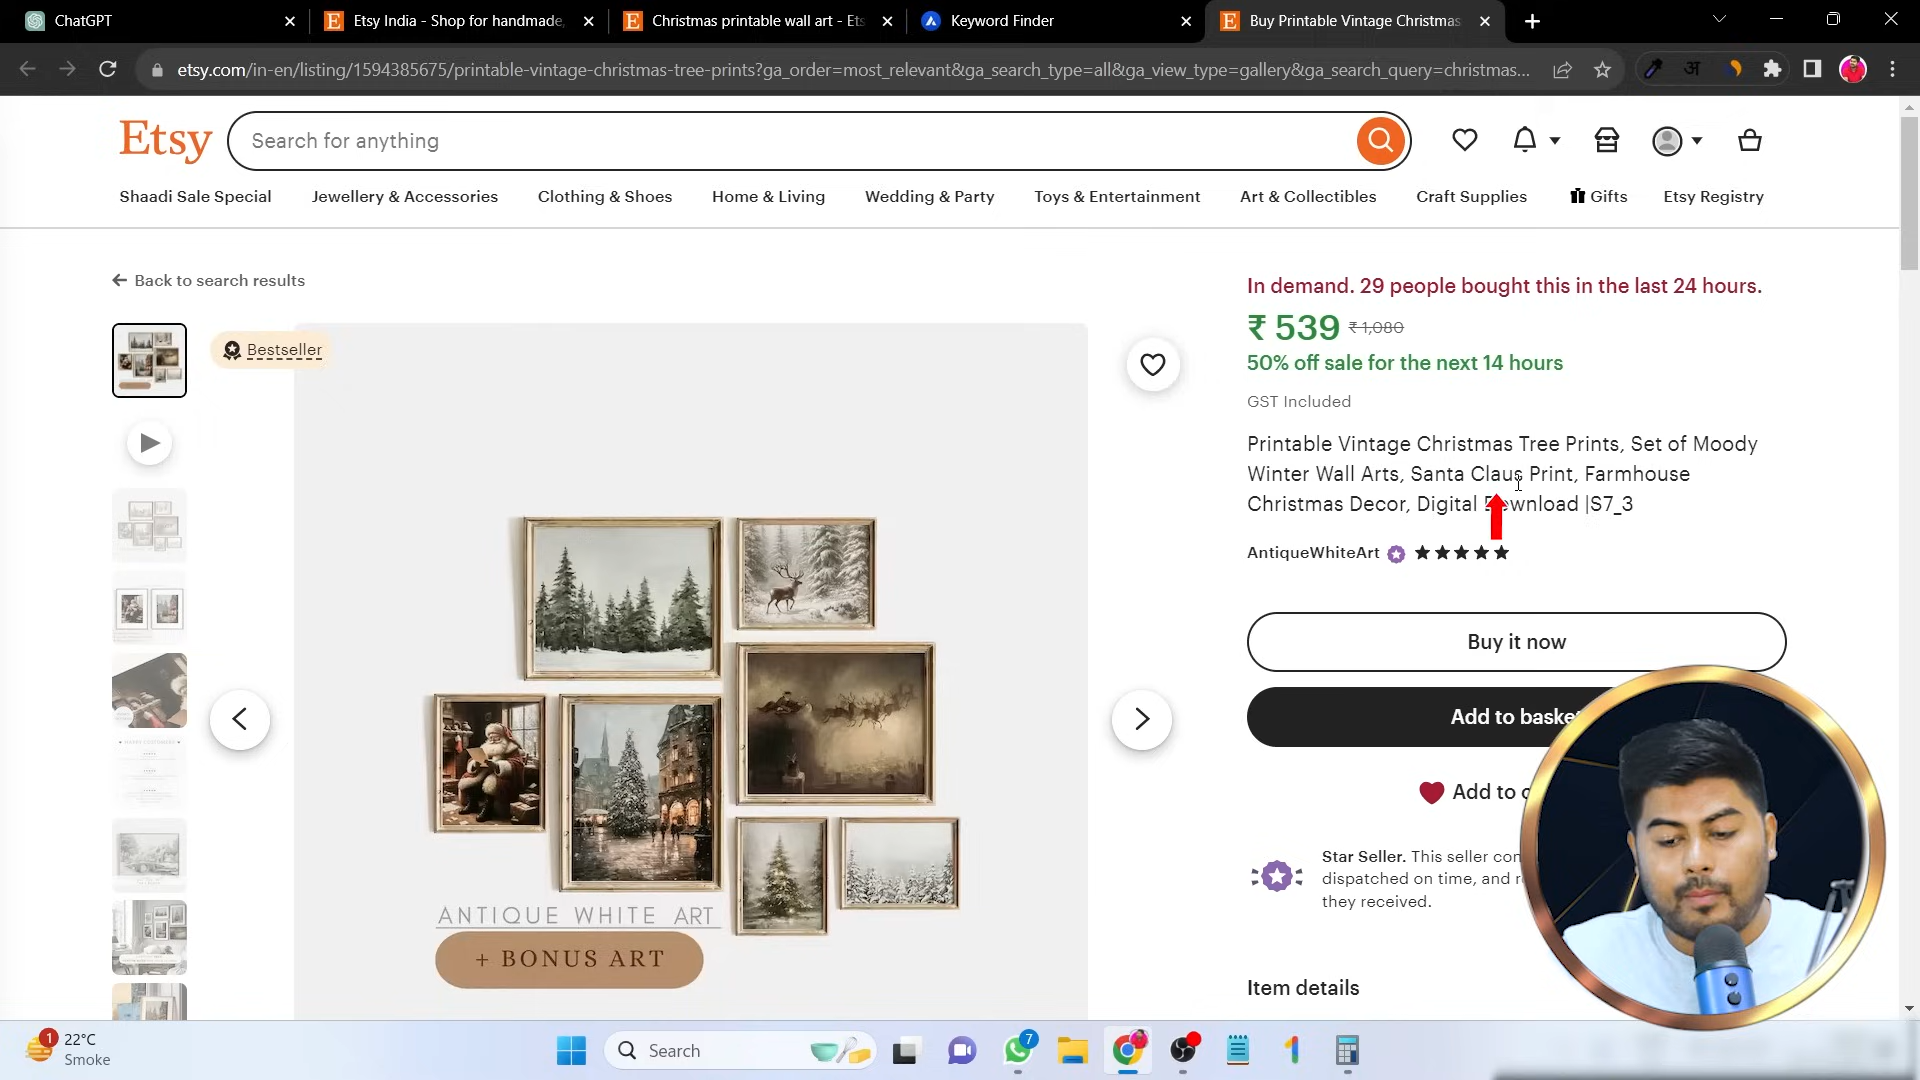 ChatGPT
Etsy India - Shop for handmade,
Christmas printable wall art - Ets
Keyword Finder
Buy Printable Vintage Christmas
etsy.com/in-en/listing/1594385675/printable-vintage-christmas-tree-prints?ga_order=most_relevant&ga_search_type=all&ga_view_type=gallery&ga_search_query=christmas...
अ
Etsy
Search for anything
Shaadi Sale Special
Jewellery & Accessories
Clothing & Shoes
Home & Living
Wedding & Party
Toys & Entertainment
Art & Collectibles
Craft Supplies
Gifts
Etsy Registry
Back to search results
Bestseller
In demand. 29 people bought this in the last 24 hours.
₹ 539 ₹ 1,080
50% off sale for the next 14 hours
GST Included
Printable Vintage Christmas Tree Prints, Set of Moody
Winter Wall Arts, Santa Claus Print, Farmhouse
Christmas Decor, Digital Download |S7_3
AntiqueWhiteArt
Buy it now
Add to basket
Add to c
Star Seller. This seller con
dispatched on time, and r
they received.
Item details
ANTIQUE WHITE ART
+ BONUS ART
1
22°C
Smoke
Search
7